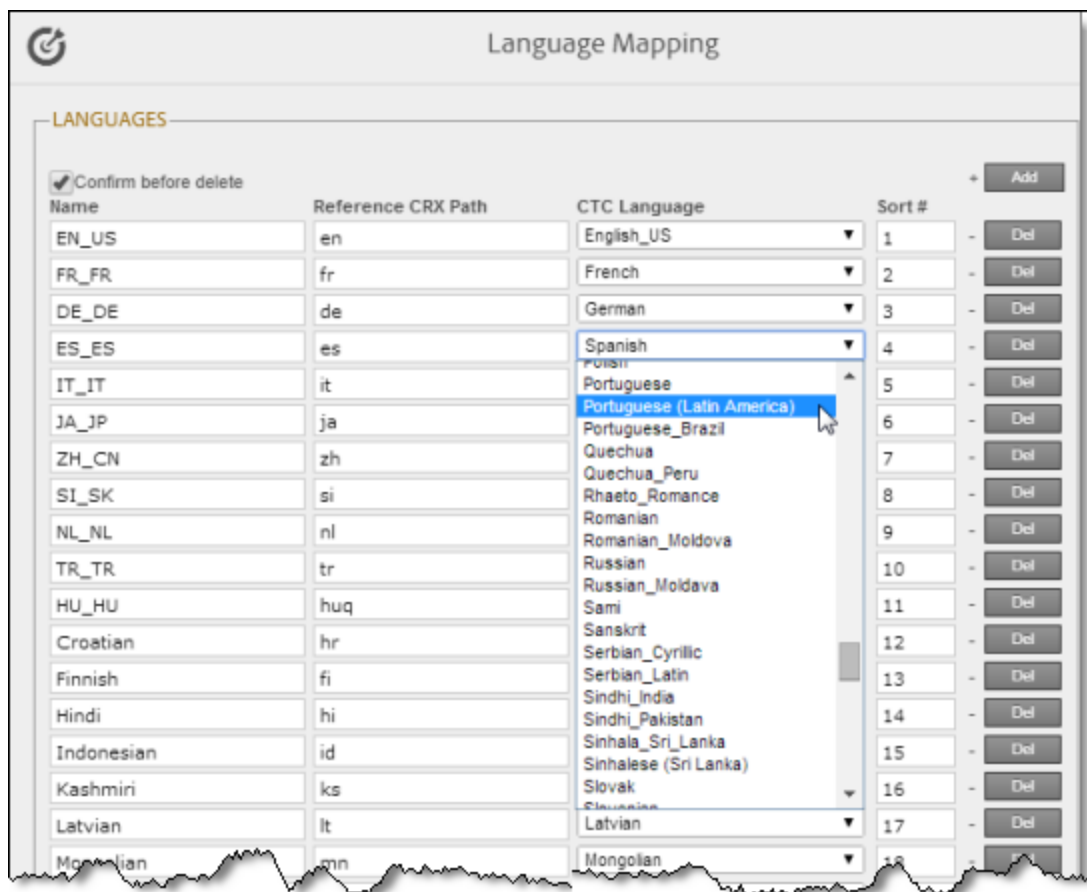 Language Mapping
LANGUAGES
Confirm before delete
+ Add
Name Reference CRX Path CTC Language Sort #
EN_US en English_US 1 - Del
FR_FR fr French 2 - Del
DE_DE de German 3 - Del
ES_ES es Spanish 4 - Del
Polish
IT_IT it Portuguese 5 - Del
Portuguese (Latin America)
JA_JP ja Portuguese_Brazil 6 - Del
Quechua
ZH_CN zh Quechua_Peru 7 - Del
SI_SK si Rhaeto_Romance 8 - Del
Romanian
NL_NL nl Romanian_Moldova 9 - Del
TR_TR tr Russian 10 - Del
Russian_Moldava
HU_HU huq Sami 11 - Del
Sanskrit
Croatian hr Serbian_Cyrillic 12 - Del
Finnish fi Serbian_Latin 13 - Del
Sindhi_India
Hindi hi Sindhi_Pakistan 14 - Del
Indonesian id Sinhala_Sri_Lanka 15 - Del
Sinhalese (Sri Lanka)
Kashmiri ks Slovak 16 - Del
Slovenian
Latvian lt Latvian 17 - Del
Mongolian mn Mongolian 18